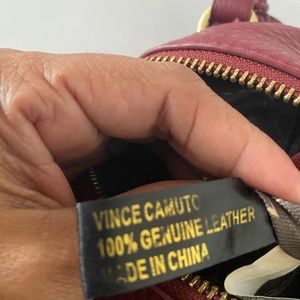 VINCE CAMUTO
100% GENUINE LEATHER
MADE IN CHINA